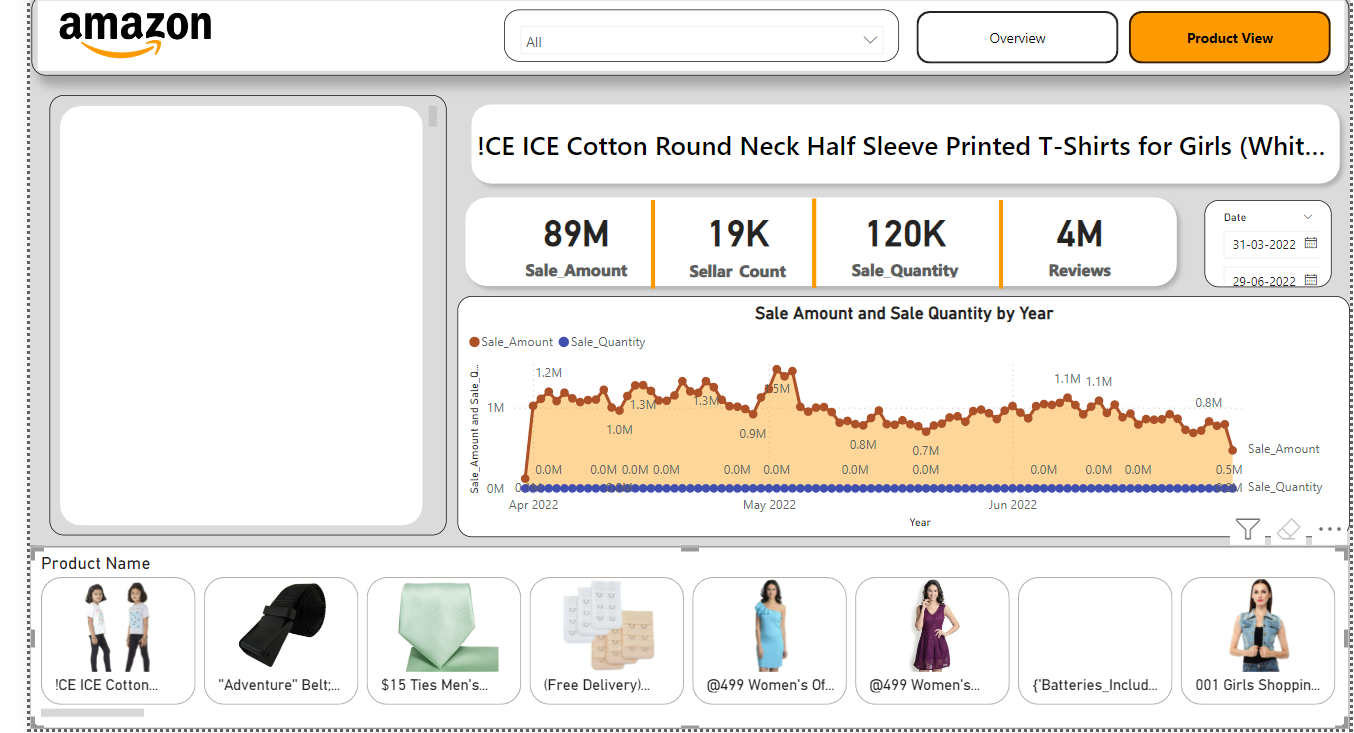 amazon
All
Overview
Product View
!CE ICE Cotton Round Neck Half Sleeve Printed T-Shirts for Girls (Whit...
89M
Sale_Amount
19K
Sellar Count
120K
Sale_Quantity
4M
Reviews
Date
31-03-2022
29-06-2022
Sale Amount and Sale Quantity by Year
Sale_Amount
Sale_Quantity
Sale_Amount and Sale_Q...
1M
0M
1.2M
1.0M
1.3M
1.3M
0.9M
0.8M
0.7M
1.1M
1.1M
0.8M
0.5M
0.0M
0.0M
0.0M
0.0M
0.0M
0.0M
0.0M
0.0M
0.0M
0.0M
0.0M
Sale_Amount
Sale_Quantity
Apr 2022
May 2022
Jun 2022
Year
Product Name
!CE ICE Cotton...
"Adventure" Belt;...
$15 Ties Men's...
(Free Delivery)...
@499 Women's Of...
@499 Women's...
{'Batteries_Includ...
001 Girls Shoppin...